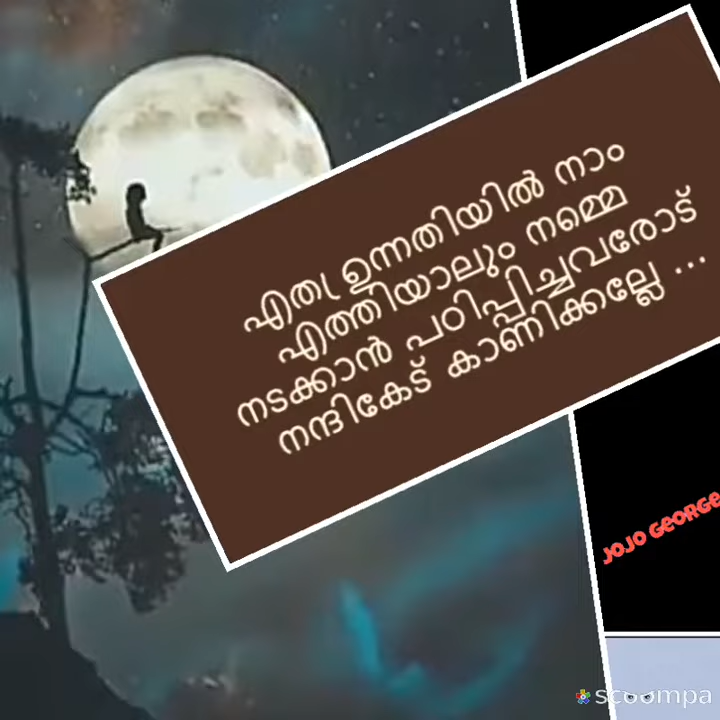 എത്ര ഉന്നതിയിൽ നാം
എത്തിയാലും നമ്മെ
നടക്കാൻ പഠിപ്പിച്ചവരോട്
നന്ദികേട് കാണിക്കല്ലേ ...
JOJO GEORGE
scoompa